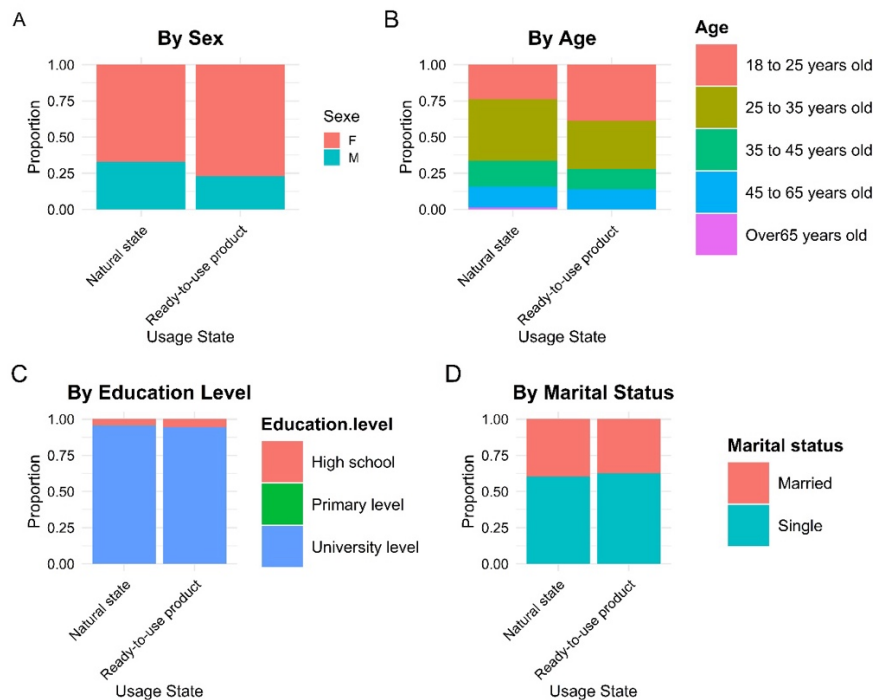 A
By Sex
1.00
0.75
0.50
0.25
0.00
Proportion
Natural state
Ready-to-use product
Usage State
Sexe
F
M
B
By Age
1.00
0.75
0.50
0.25
0.00
Proportion
Natural state
Ready-to-use product
Usage State
Age
18 to 25 years old
25 to 35 years old
35 to 45 years old
45 to 65 years old
Over65 years old
C
By Education Level
1.00
0.75
0.50
0.25
0.00
Proportion
Natural state
Ready-to-use product
Usage State
Education.level
High school
Primary level
University level
D
By Marital Status
1.00
0.75
0.50
0.25
0.00
Proportion
Natural state
Ready-to-use product
Usage State
Marital status
Married
Single